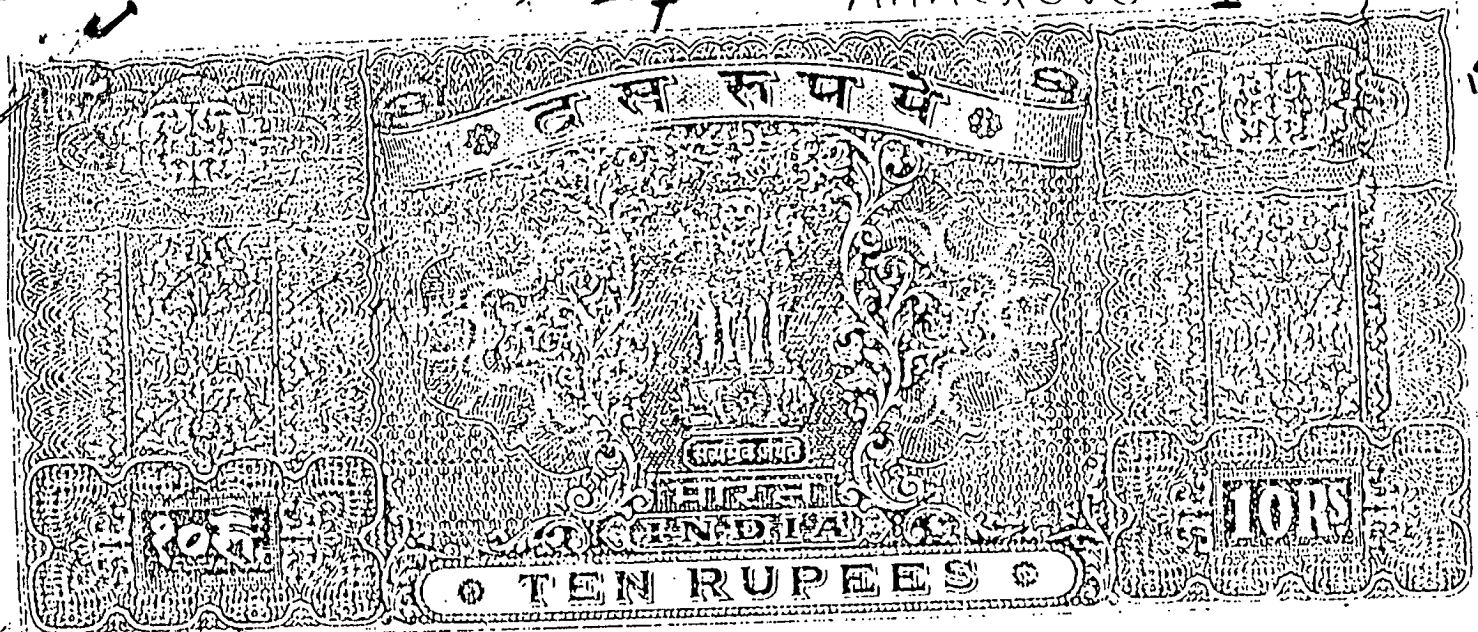 दस रुपये
सत्यमेव जयते
भारत
INDIA
१०रु
10RS
TEN RUPEES